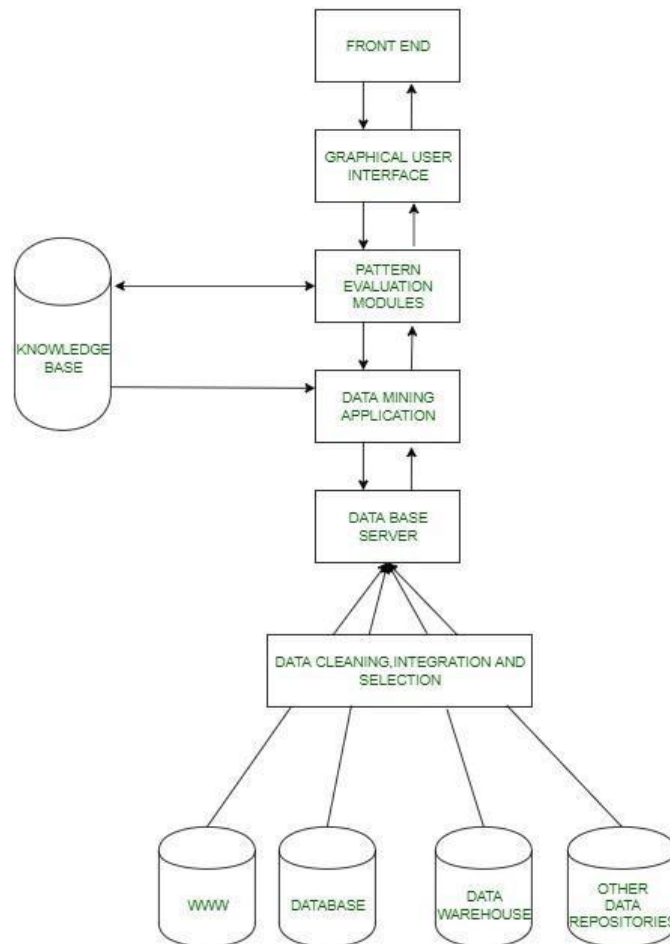 FRONT END
GRAPHICAL USER
INTERFACE
PATTERN
EVALUATION
MODULES
KNOWLEDGE
BASE
DATA MINING
APPLICATION
DATA BASE
SERVER
DATA CLEANING,INTEGRATION AND
SELECTION
WWW
DATABASE
DATA
WAREHOUSE
OTHER
DATA
REPOSITORIES